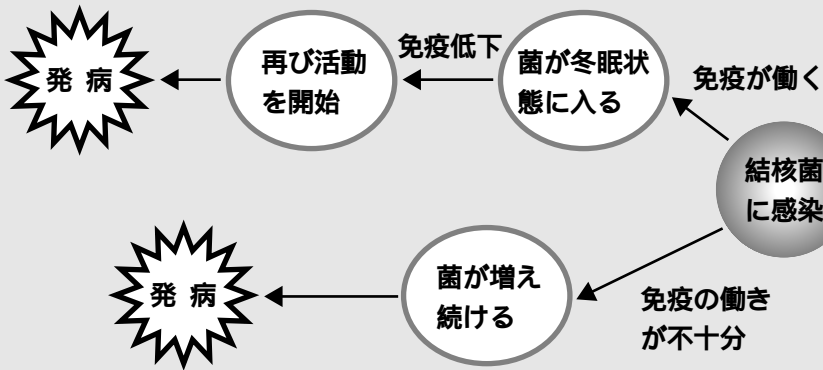 結核菌
に感染
免疫が働く
菌が冬眠状
態に入る
免疫低下
再び活動
を開始
発 病
免疫の働き
が不十分
菌が増え
続ける
発 病